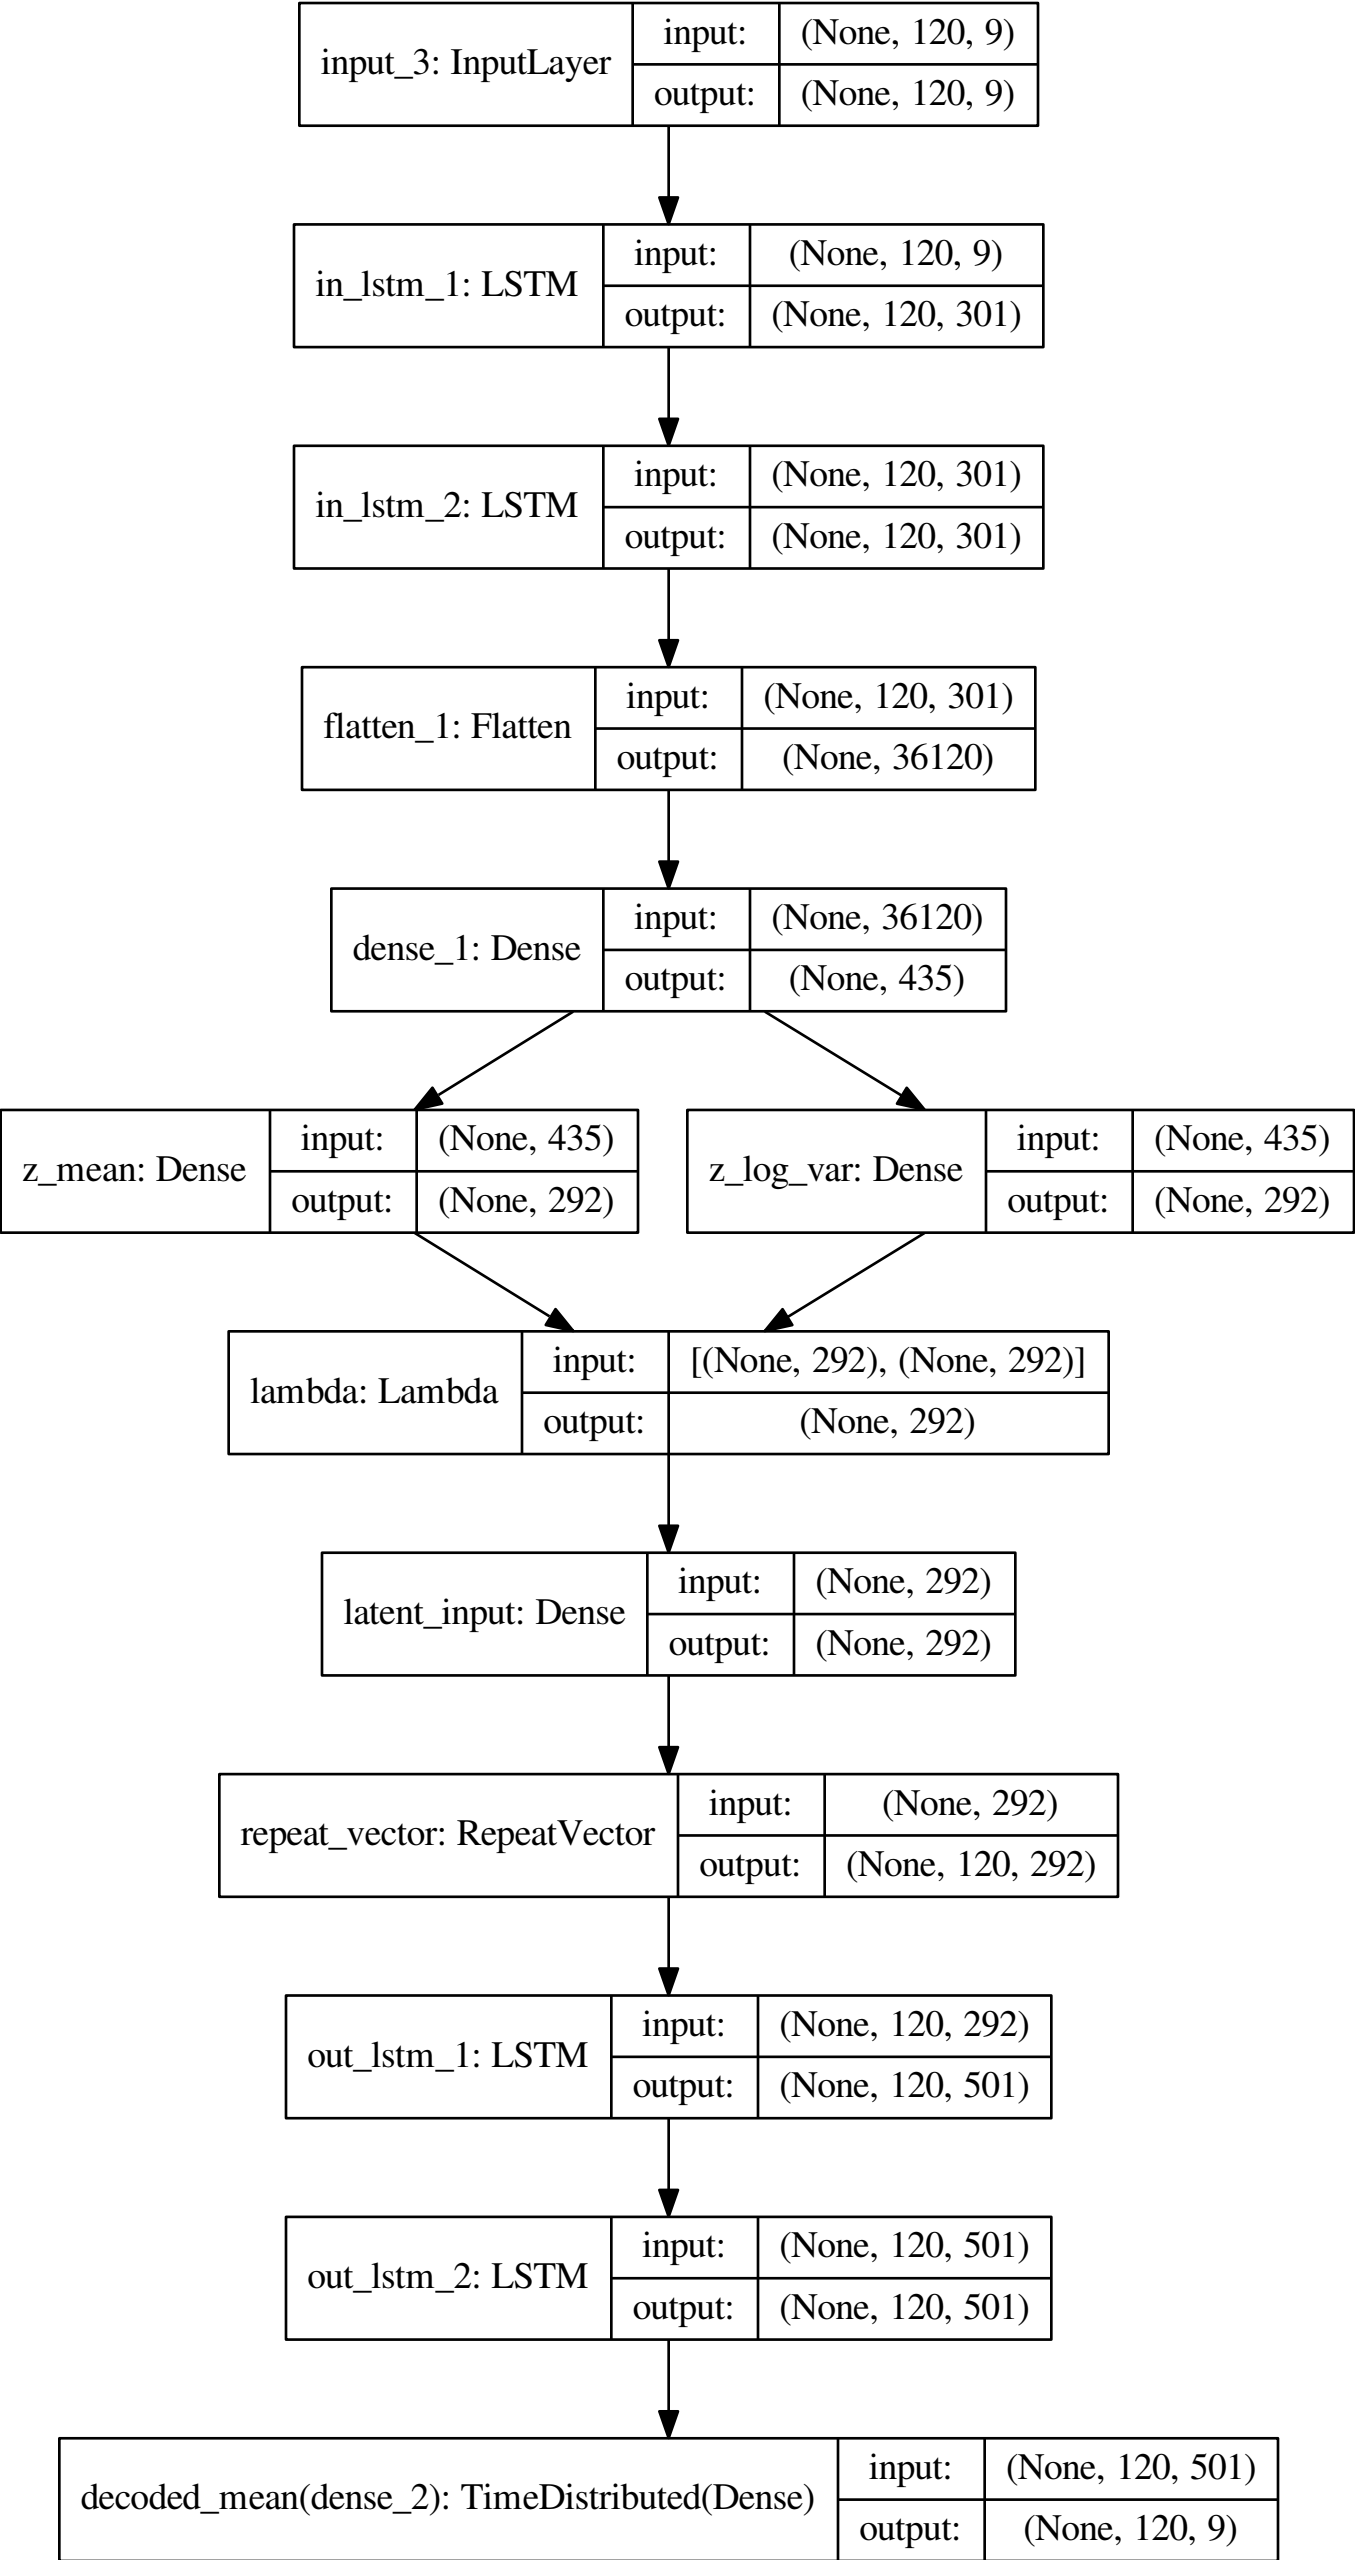 input_3: InputLayer
input: (None, 120, 9)
output: (None, 120, 9)
in_lstm_1: LSTM
input: (None, 120, 9)
output: (None, 120, 301)
in_lstm_2: LSTM
input: (None, 120, 301)
output: (None, 120, 301)
flatten_1: Flatten
input: (None, 120, 301)
output: (None, 36120)
dense_1: Dense
input: (None, 36120)
output: (None, 435)
z_mean: Dense
input: (None, 435)
output: (None, 292)
z_log_var: Dense
input: (None, 435)
output: (None, 292)
lambda: Lambda
input: [(None, 292), (None, 292)]
output: (None, 292)
latent_input: Dense
input: (None, 292)
output: (None, 292)
repeat_vector: RepeatVector
input: (None, 292)
output: (None, 120, 292)
out_lstm_1: LSTM
input: (None, 120, 292)
output: (None, 120, 501)
out_lstm_2: LSTM
input: (None, 120, 501)
output: (None, 120, 501)
decoded_mean(dense_2): TimeDistributed(Dense)
input: (None, 120, 501)
output: (None, 120, 9)